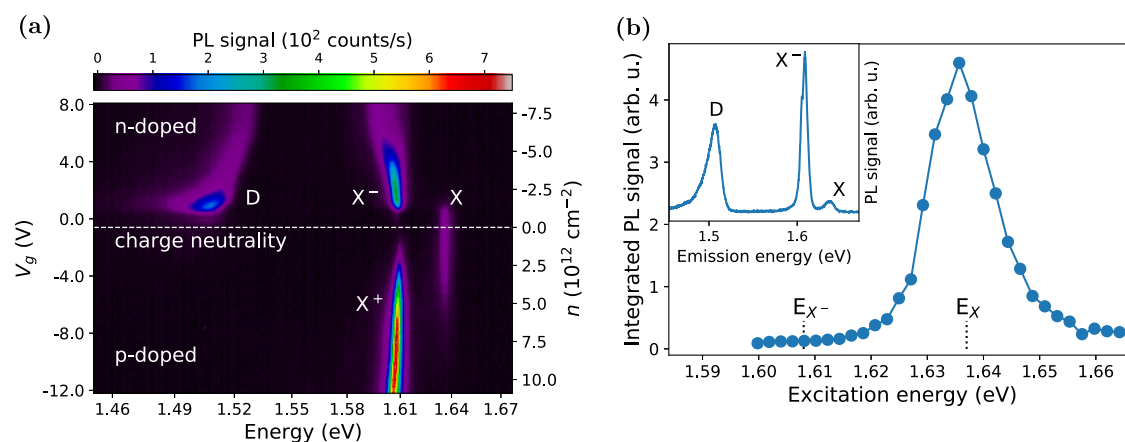 (a)
PL signal (10² counts/s)
0 1 2 3 4 5 6 7
n-doped
D
X⁻
X
charge neutrality
X⁺
p-doped
8.0
4.0
0.0
-4.0
-8.0
-12.0
V_g (V)
-7.5
-5.0
-2.5
0.0
2.5
5.0
7.5
10.0
n (10¹² cm⁻²)
1.46 1.49 1.52 1.58 1.61 1.64 1.67
Energy (eV)
(b)
Integrated PL signal (arb. u.)
4
3
2
1
0
X⁻
D
X
1.5 1.6
Emission energy (eV)
PL signal (arb. u.)
E_X⁻
E_X
1.59 1.60 1.61 1.62 1.63 1.64 1.65 1.66
Excitation energy (eV)